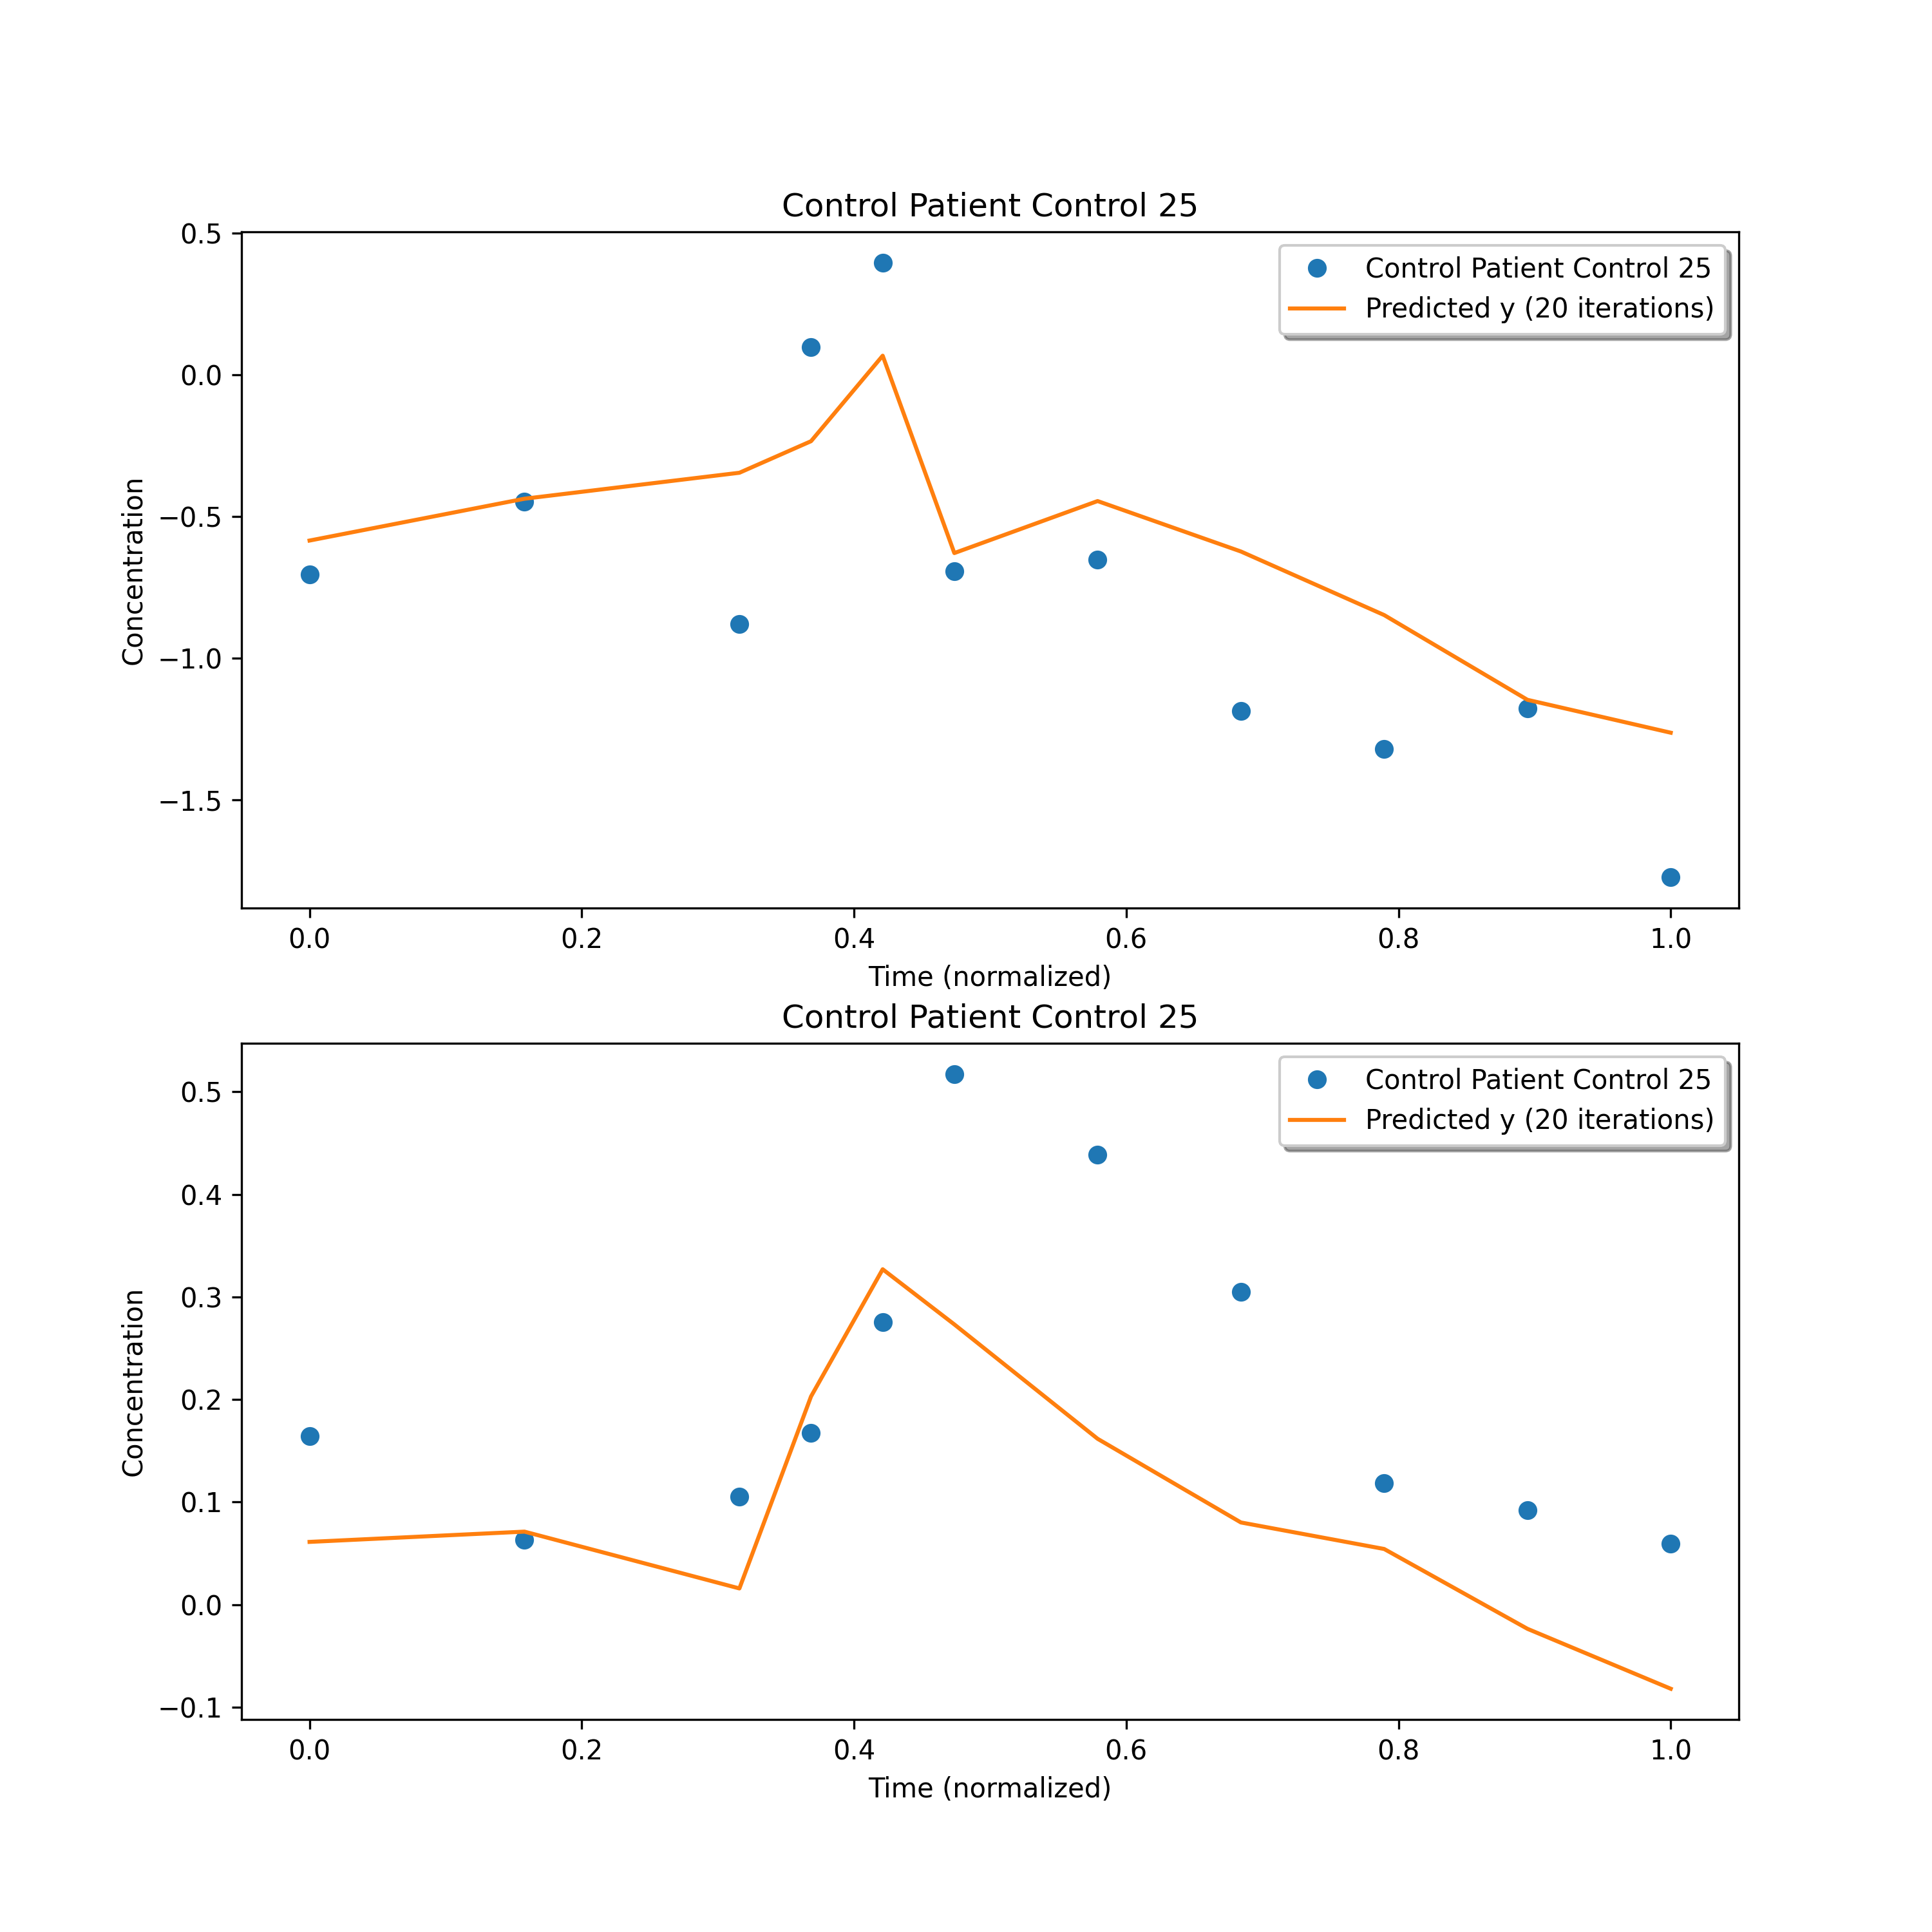 Control Patient Control 25
0.5
0.0
−0.5
−1.0
−1.5
Concentration
Control Patient Control 25
Predicted y (20 iterations)
0.0 0.2 0.4 0.6 0.8 1.0
Time (normalized)
Control Patient Control 25
0.5
0.4
0.3
0.2
0.1
0.0
−0.1
Concentration
Control Patient Control 25
Predicted y (20 iterations)
0.0 0.2 0.4 0.6 0.8 1.0
Time (normalized)